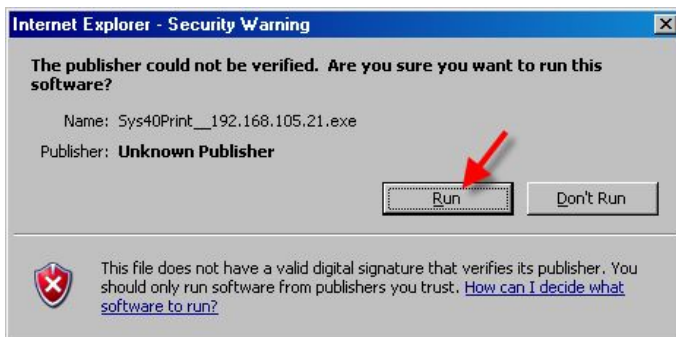 Internet Explorer - Security Warning
The publisher could not be verified. Are you sure you want to run this
software?
Name: Sys40Print__192.168.105.21.exe
Publisher: Unknown Publisher
Run
Don't Run
This file does not have a valid digital signature that verifies its publisher. You
should only run software from publishers you trust. How can I decide what
software to run?